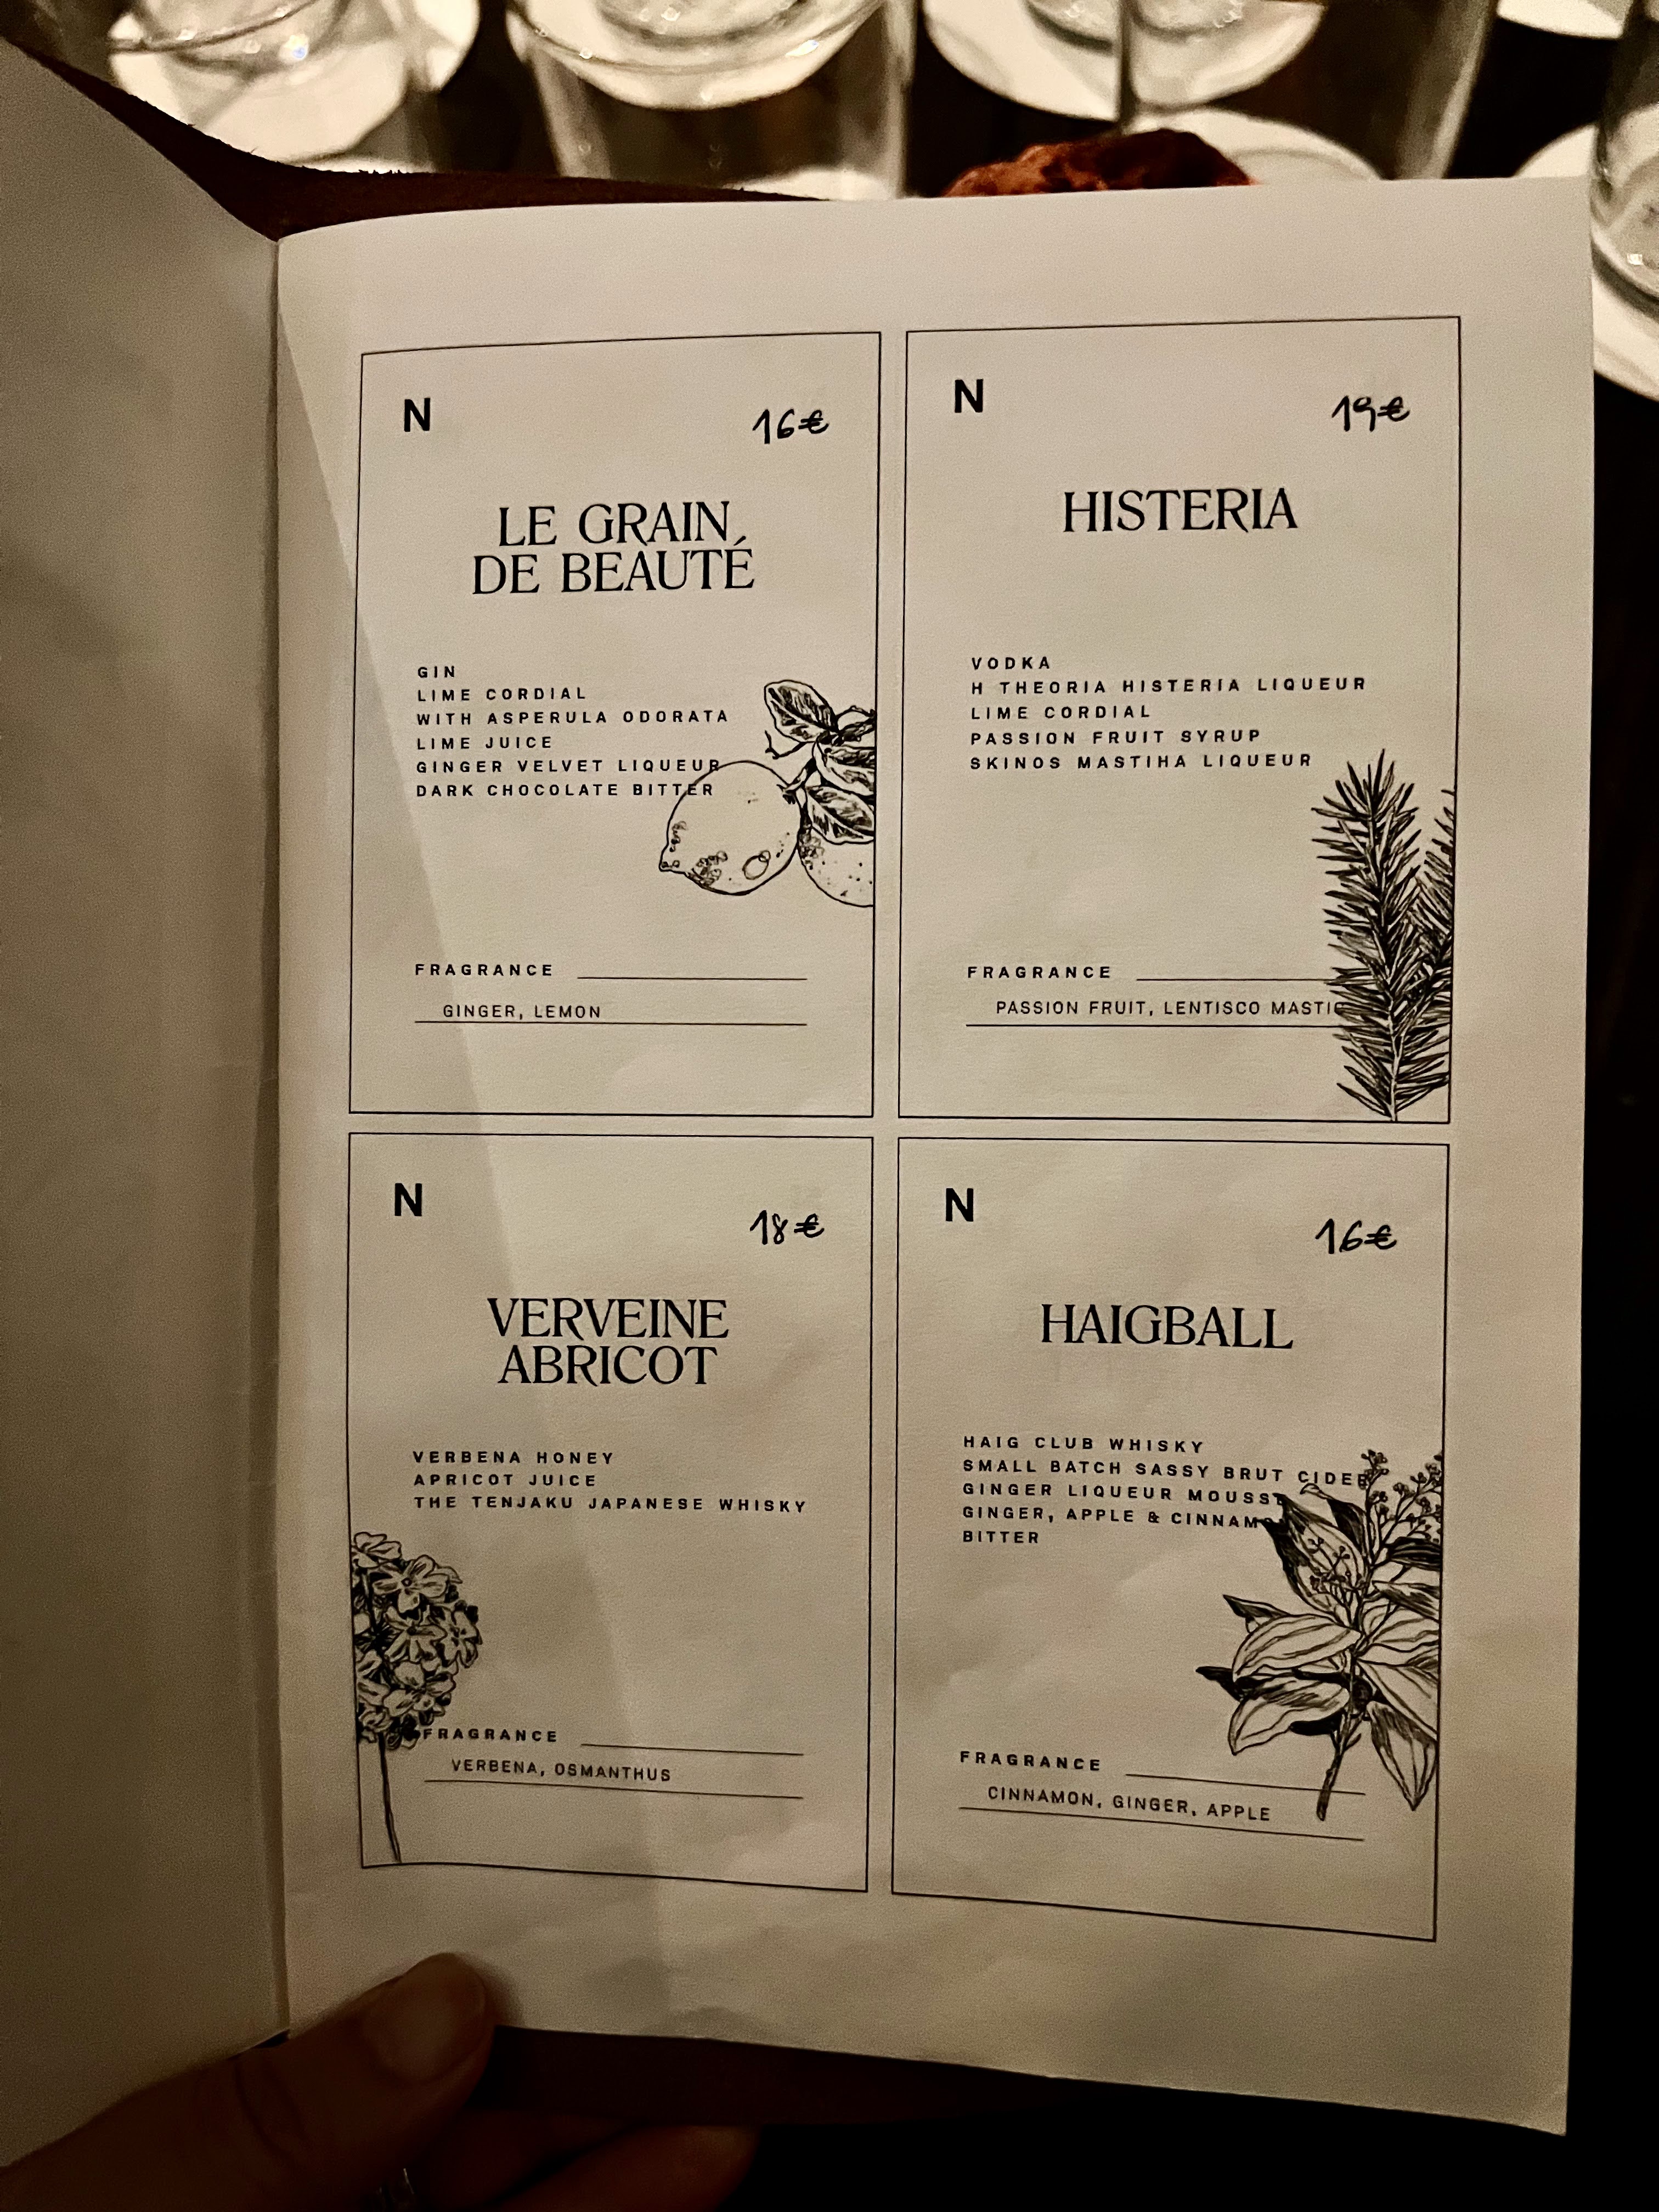 N
16€
LE GRAIN
DE BEAUTÉ
GIN
LIME CORDIAL
WITH ASPERULA ODORATA
LIME JUICE
GINGER VELVET LIQUEUR
DARK CHOCOLATE BITTER
FRAGRANCE
GINGER, LEMON
N
19€
HISTERIA
VODKA
H THEORIA HISTERIA LIQUEUR
LIME CORDIAL
PASSION FRUIT SYRUP
SKINOS MASTIHA LIQUEUR
FRAGRANCE
PASSION FRUIT, LENTISCO
N
18€
VERVEINE
ABRICOT
VERBENA HONEY
APRICOT JUICE
THE TENJAKU JAPANESE WHISKY
FRAGRANCE
VERBENA, OSMANTHUS
N
16€
HAIGBALL
HAIG CLUB WHISKY
SMALL BATCH SASSY BRUT CIDER
GINGER LIQUEUR MOUSSE
GINGER, APPLE &
BITTER
FRAGRANCE
CINNAMON, GINGER, APPLE